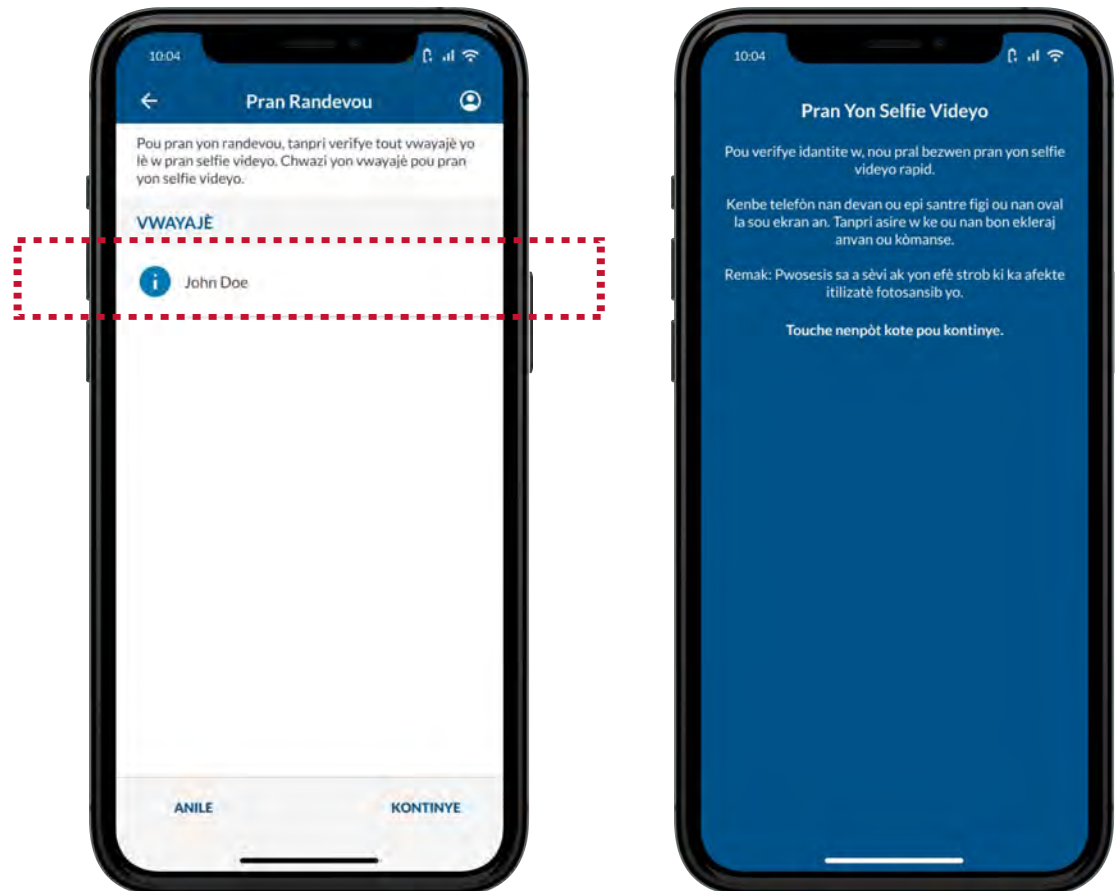 10:04
Pran Randevou
Pou pran yon randevou, tanpri verifye tout vwayajè yo
lè w pran selfie videyo. Chwazi yon vwayajè pou pran
yon selfie videyo.
VWAYAJÈ
i John Doe
ANILE KONTINYE
10:04
Pran Yon Selfie Videyo
Pou verifye idantite w, nou pral bezwen pran yon selfie
videyo rapid.
Kenbe telefòn nan devan ou epi santre figi ou nan oval
la sou ekran an. Tanpri asire w ke ou nan bon ekleraj
anvan ou kòmanse.
Remak: Pwosesis sa a sèvi ak yon efè strob ki ka afekte
itilizatè fotosansib yo.
Touche nenpòt kote pou kontinye.